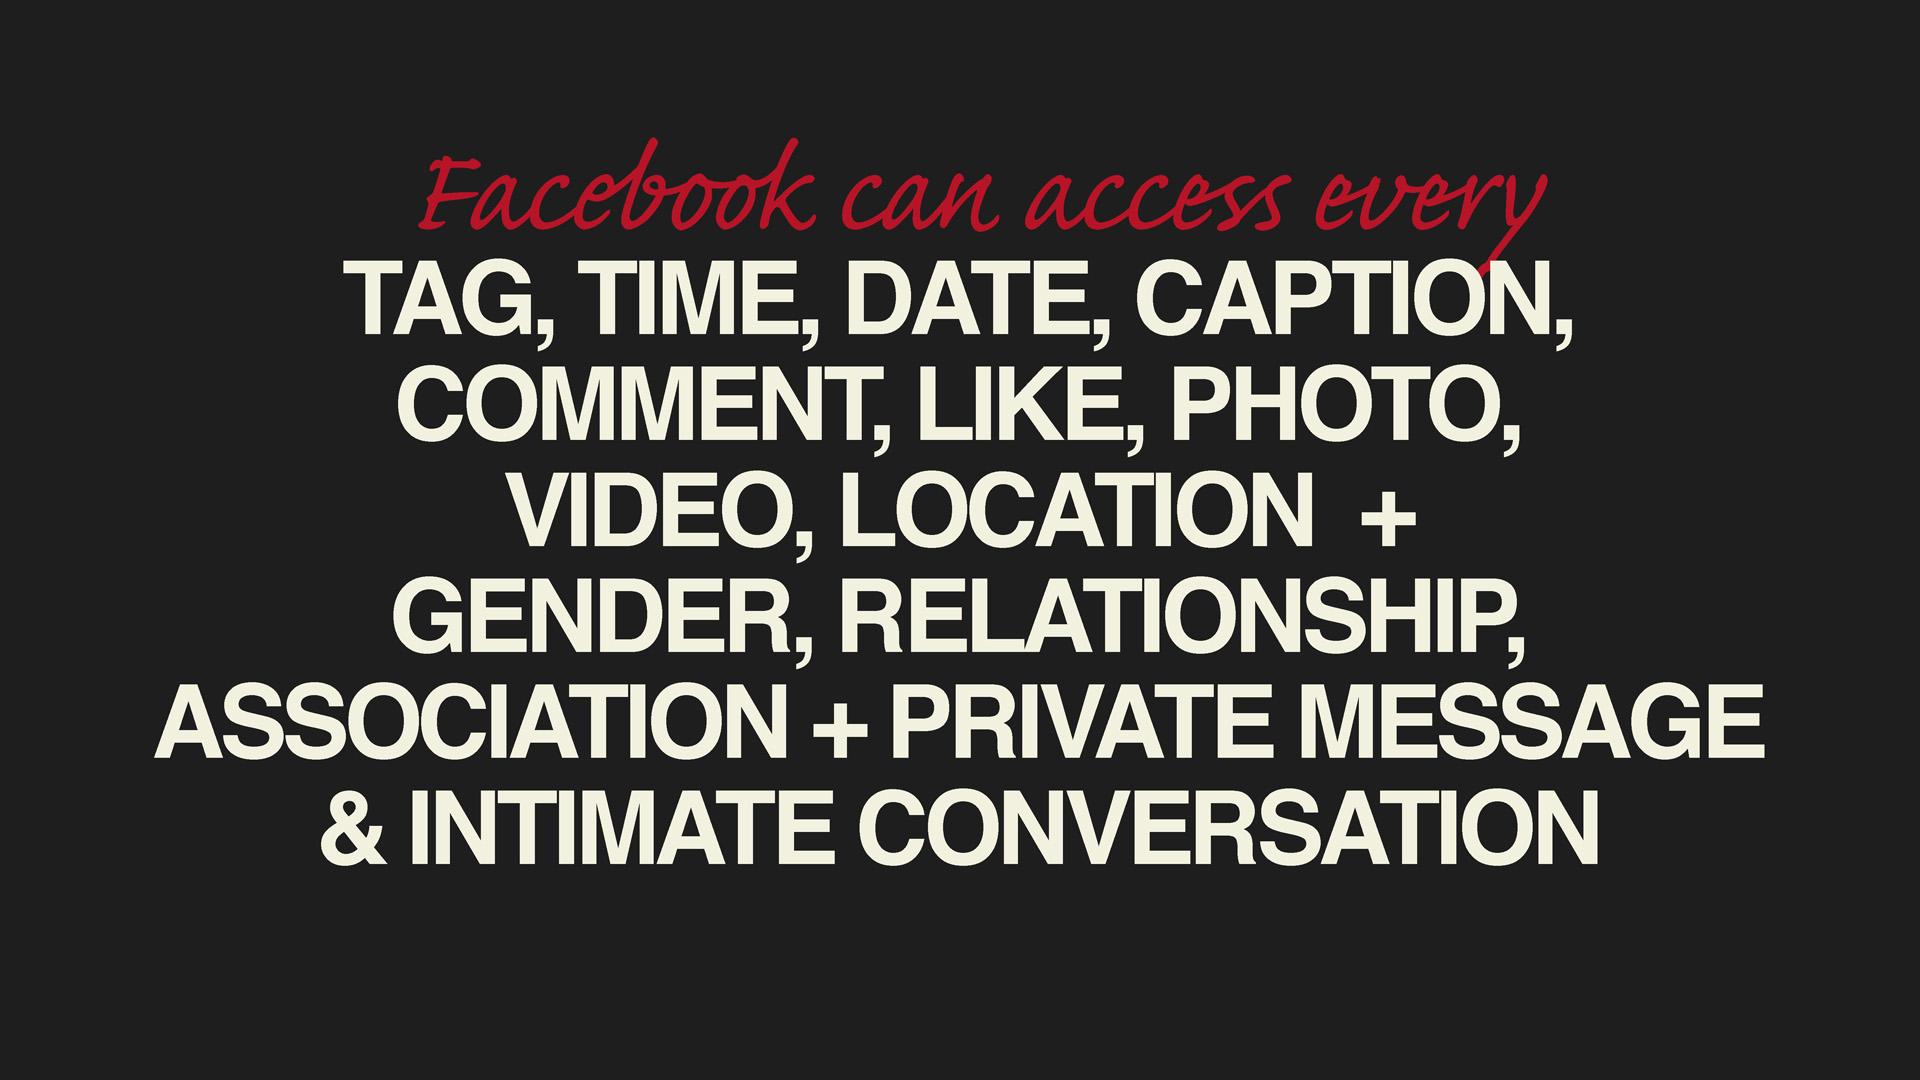 Facebook can access every
TAG, TIME, DATE, CAPTION,
COMMENT, LIKE, PHOTO,
VIDEO, LOCATION +
GENDER, RELATIONSHIP,
ASSOCIATION + PRIVATE MESSAGE
& INTIMATE CONVERSATION